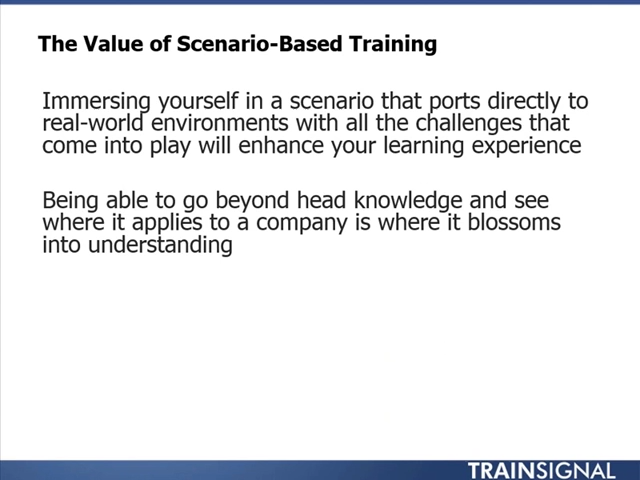 The Value of Scenario-Based Training
Immersing yourself in a scenario that ports directly to
real-world environments with all the challenges that
come into play will enhance your learning experience
Being able to go beyond head knowledge and see
where it applies to a company is where it blossoms
into understanding
TRAINSIGNAL